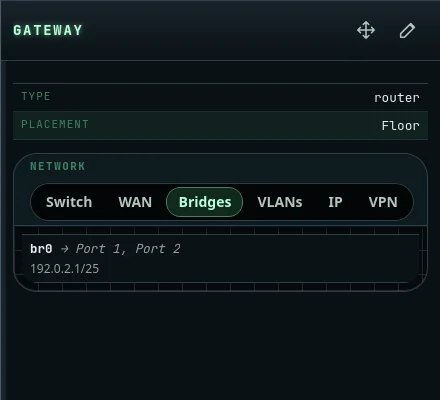 GATEWAY
TYPE router
PLACEMENT Floor
NETWORK
Switch WAN Bridges VLANs IP VPN
br0 → Port 1, Port 2
192.0.2.1/25